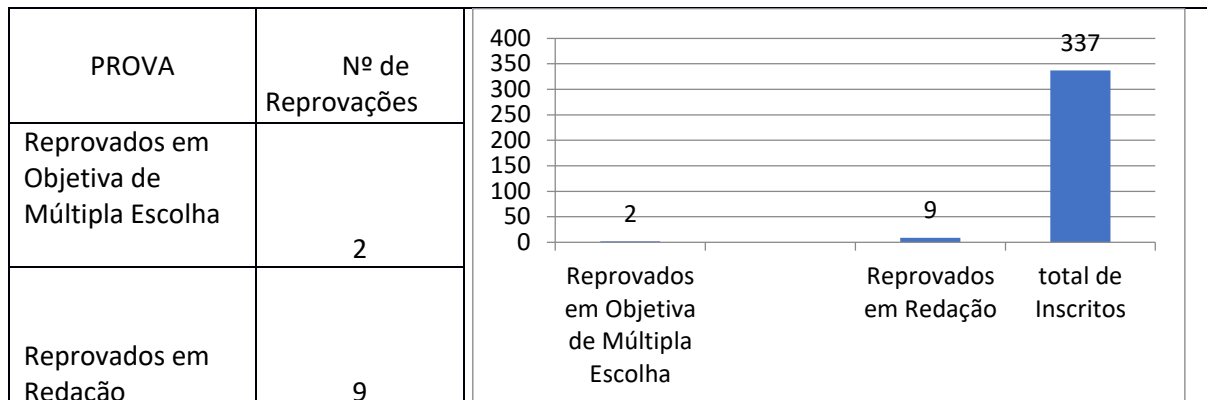 PROVA
Nº de
Reprovações
Reprovados em
Objetiva de
Múltipla Escolha
2
Reprovados em
Redação
9
400
350
300
250
200
150
100
50
0
2
9
337
Reprovados
em Objetiva
de Múltipla
Escolha
Reprovados
em Redação
total de
Inscritos